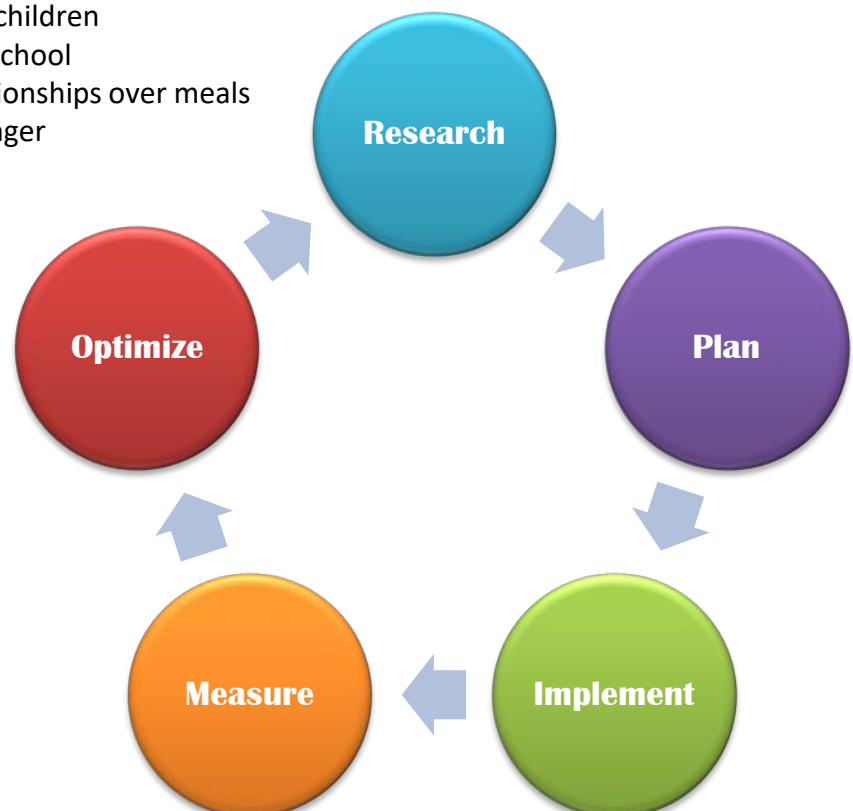 children
chool
ionships over meals
ger
Research
Plan
Implement
Measure
Optimize